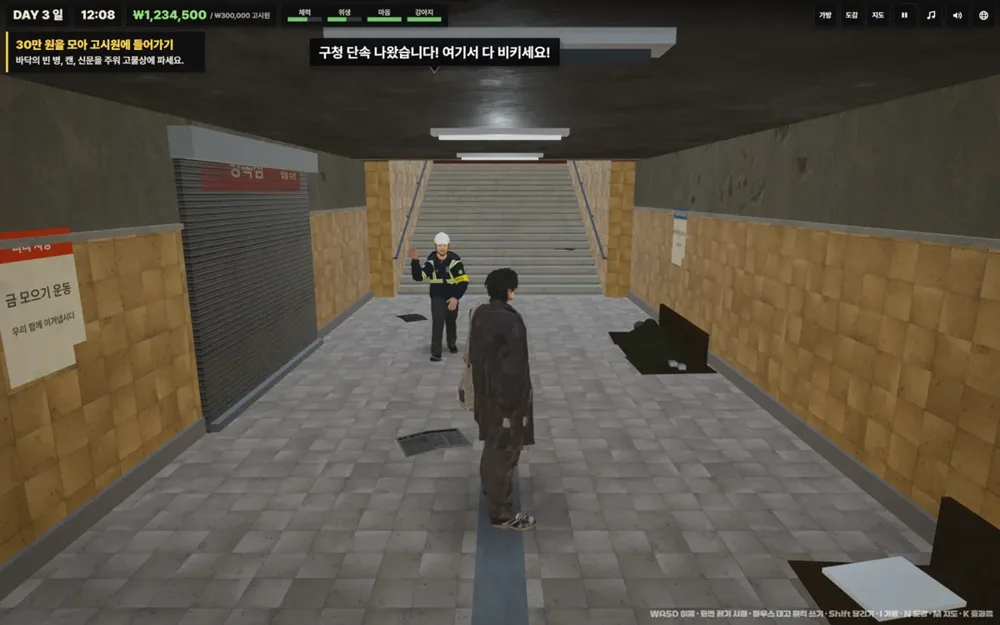 DAY 3 일 12:08 ₩1,234,500 / ₩300,000 고시원 체력 위생 마음 강아지 가방 도감 지도
30만 원을 모아 고시원에 들어가기
바닥의 빈 병, 캔, 신문을 주워 고물상에 파세요.
구청 단속 나왔습니다! 여기서 다 비키세요!
금 모으기 운동
우리 함께 이겨냅시다